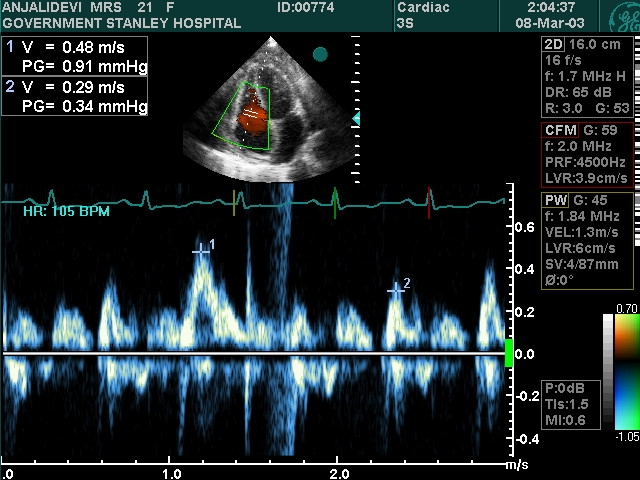 ANJALIDEVI MRS 21 F ID:00774 Cardiac 2:04:37
GOVERNMENT STANLEY HOSPITAL 3S 08-Mar-03
1 V = 0.48 m/s
PG= 0.91 mmHg
2 V = 0.29 m/s
PG= 0.34 mmHg
2D 16.0 cm
16 f/s
f: 1.7 MHz H
DR: 65 dB
R: 3.0 G: 53
CFM G: 59
f: 2.0 MHz
PRF:4500Hz
LVR:3.9cm/s
PW G: 45
f: 1.84 MHz
VEL:1.3m/s
LVR:6cm/s
SV:4/87mm
Ø:0°
HR: 105 BPM
0.6
1
0.4
2
0.2
0.0
-0.2
-0.4
0.70
-1.05
P:0dB
TIs:1.5
MI:0.6
.0 1.0 2.0 m/s